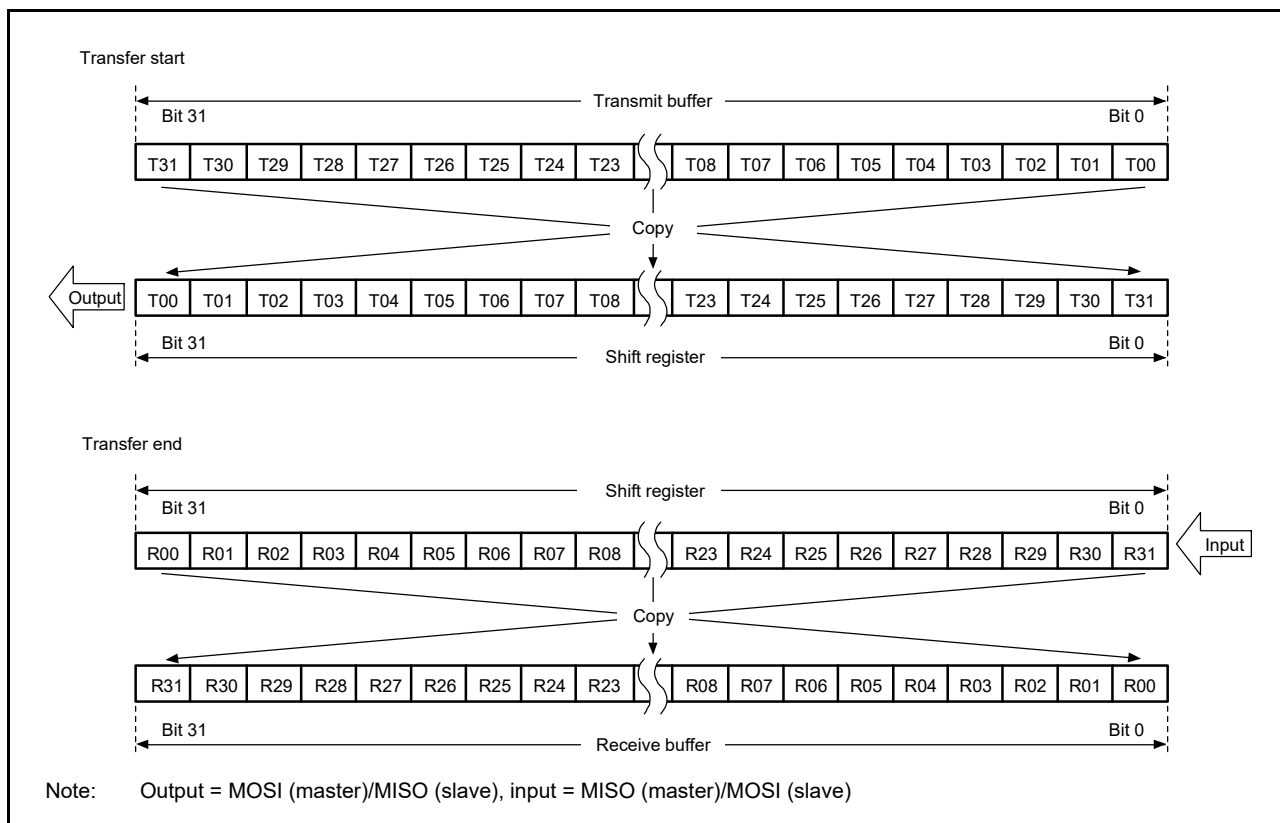 Transfer start
Transmit buffer
Bit 31 Bit 0
T31 T30 T29 T28 T27 T26 T25 T24 T23 T08 T07 T06 T05 T04 T03 T02 T01 T00
Copy
Output T00 T01 T02 T03 T04 T05 T06 T07 T08 T23 T24 T25 T26 T27 T28 T29 T30 T31
Bit 31 Bit 0
Shift register
Transfer end
Shift register
Bit 31 Bit 0
R00 R01 R02 R03 R04 R05 R06 R07 R08 R23 R24 R25 R26 R27 R28 R29 R30 R31 Input
Copy
R31 R30 R29 R28 R27 R26 R25 R24 R23 R08 R07 R06 R05 R04 R03 R02 R01 R00
Bit 31 Bit 0
Receive buffer
Note: Output = MOSI (master)/MISO (slave), input = MISO (master)/MOSI (slave)